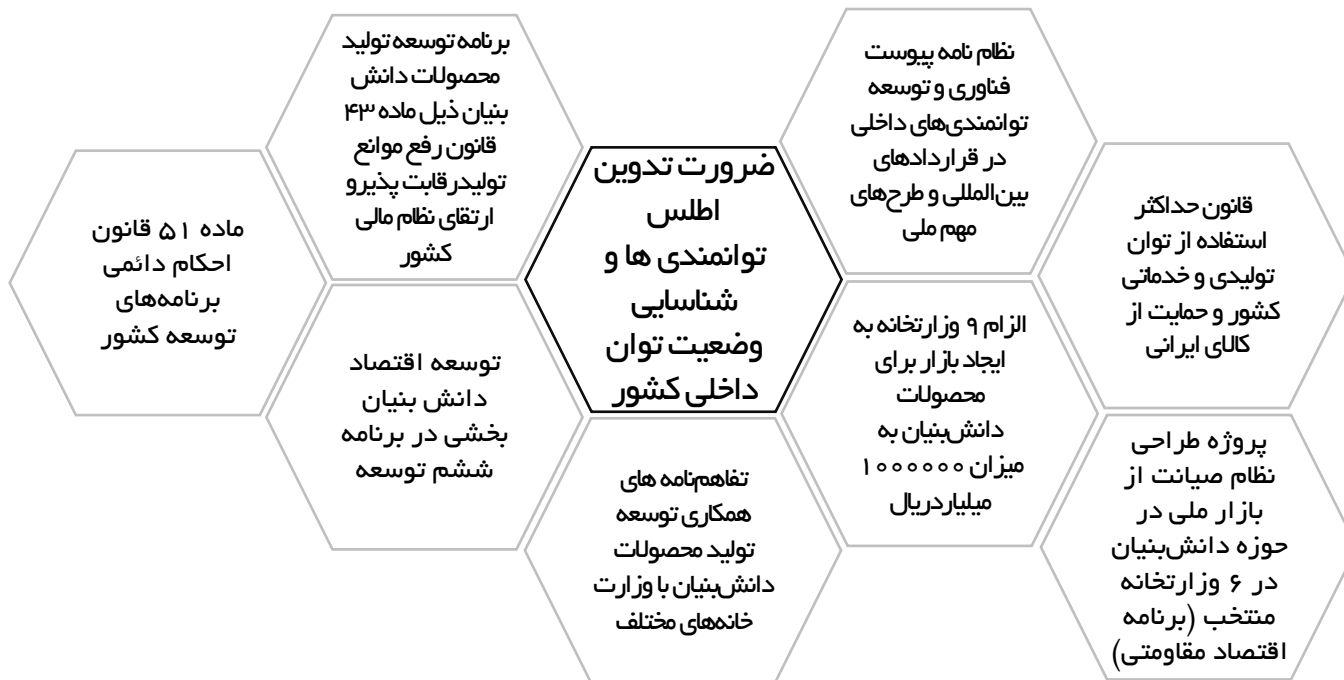 نظام نامه پیوست
فناوری و توسعه
توانمندی‌های داخلی
در قراردادهای
بین‌المللی و طرح‌های
مهم ملی
برنامه توسعه تولید
محصولات دانش
بنیان ذیل ماده ۴۳
قانون رفع موانع
تولیدرقابت پذیرو
ارتقای نظام مالی
کشور
قانون حداکثر
استفاده از توان
تولیدی و خدماتی
کشور و حمایت از
کالای ایرانی
ضرورت تدوین
اطلس
توانمندی ها و
شناسایی
وضعیت توان
داخلی کشور
ماده ۵۱ قانون
احکام دائمی
برنامه‌های
توسعه کشور
الزام ۹ وزارتخانه به
ایجاد بازار برای
محصولات
دانش‌بنیان به
میزان ۱۰۰۰۰۰۰
میلیاردریال
توسعه اقتصاد
دانش بنیان
بخشی در برنامه
ششم توسعه
پروژه طراحی
نظام صیانت از
بازار ملی در
حوزه دانش‌بنیان
در ۶ وزارتخانه
منتخب (برنامه
اقتصاد مقاومتی)
تفاهم‌نامه های
همکاری توسعه
تولید محصولات
دانش‌بنیان با وزارت
خانه‌های مختلف